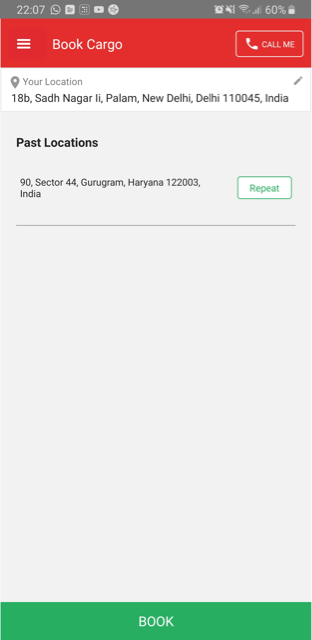 22:07
60%
Book Cargo
CALL ME
Your Location
18b, Sadh Nagar Ii, Palam, New Delhi, Delhi 110045, India
Past Locations
90, Sector 44, Gurugram, Haryana 122003,
India
Repeat
BOOK